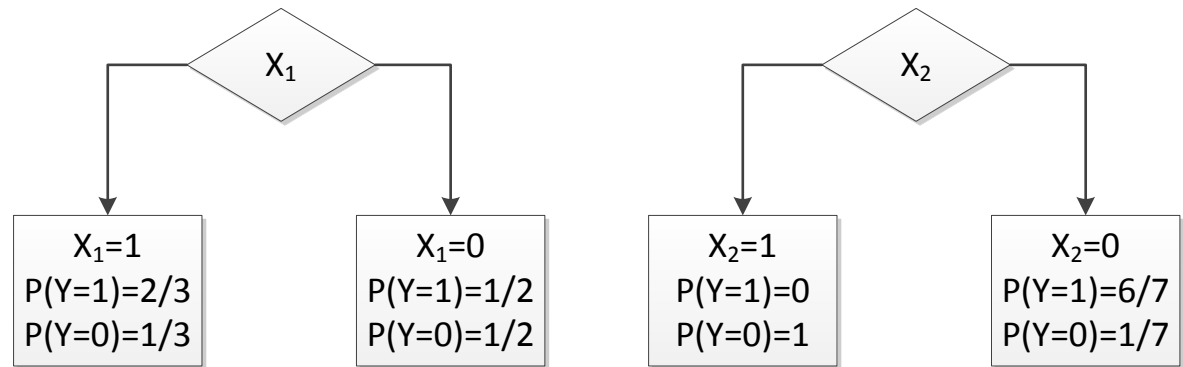 X₁
X₂
X₁=1
P(Y=1)=2/3
P(Y=0)=1/3
X₁=0
P(Y=1)=1/2
P(Y=0)=1/2
X₂=1
P(Y=1)=0
P(Y=0)=1
X₂=0
P(Y=1)=6/7
P(Y=0)=1/7